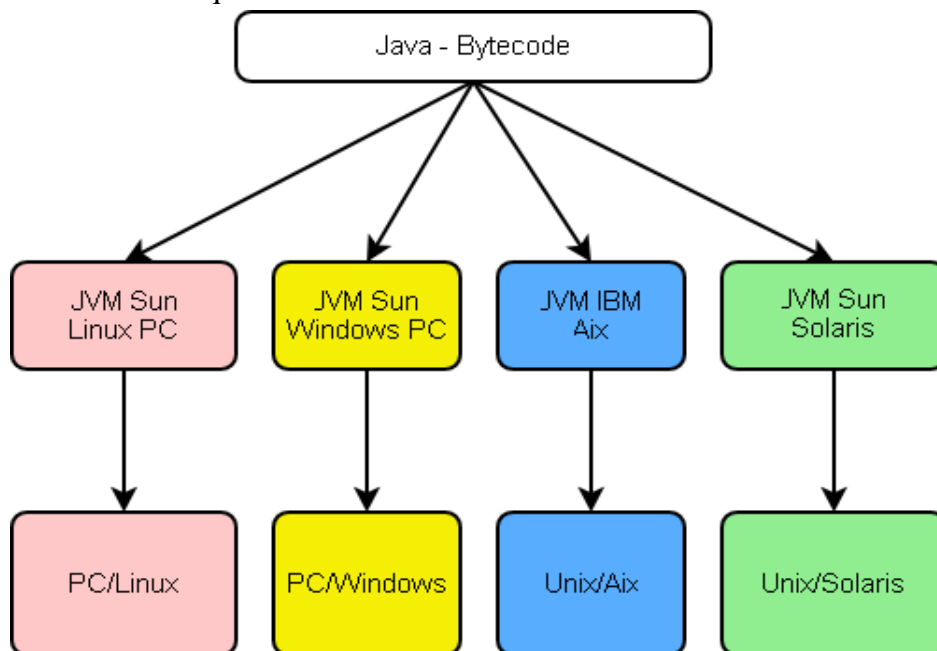 Java - Bytecode
JVM Sun
Linux PC
JVM Sun
Windows PC
JVM IBM
Aix
JVM Sun
Solaris
PC/Linux
PC/Windows
Unix/Aix
Unix/Solaris